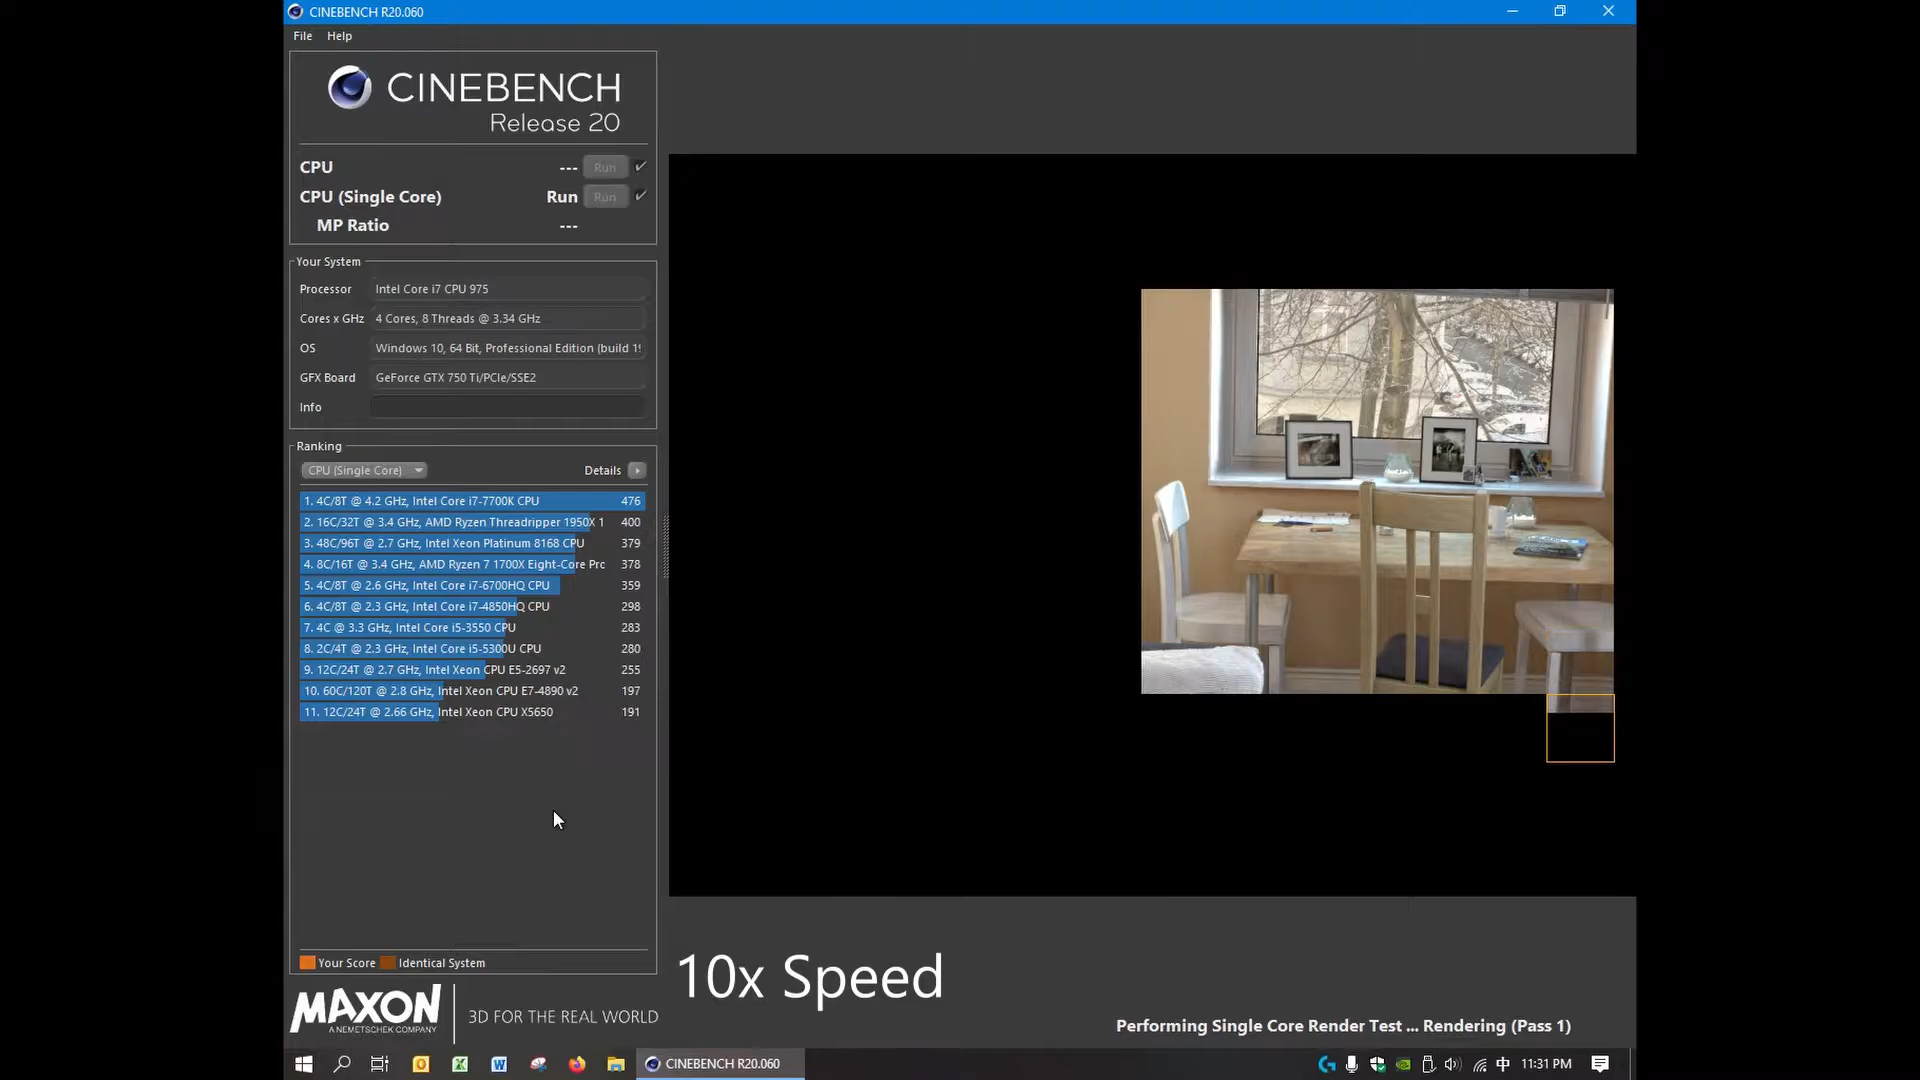 CINEBENCH R20.060
File Help
CINEBENCH
Release 20
CPU --- Run
CPU (Single Core) Run Run
MP Ratio ---
Your System
Processor Intel Core i7 CPU 975
Cores x GHz 4 Cores, 8 Threads @ 3.34 GHz
OS Windows 10, 64 Bit, Professional Edition (build 19
GFX Board GeForce GTX 750 Ti/PCIe/SSE2
Info
Ranking
CPU (Single Core) Details
1. 4C/8T @ 4.2 GHz, Intel Core i7-7700K CPU 476
2. 16C/32T @ 3.4 GHz, AMD Ryzen Threadripper 1950X 1 400
3. 48C/96T @ 2.7 GHz, Intel Xeon Platinum 8168 CPU 379
4. 8C/16T @ 3.4 GHz, AMD Ryzen 7 1700X Eight-Core Prc 378
5. 4C/8T @ 2.6 GHz, Intel Core i7-6700HQ CPU 359
6. 4C/8T @ 2.3 GHz, Intel Core i7-4850HQ CPU 298
7. 4C @ 3.3 GHz, Intel Core i5-3550 CPU 283
8. 2C/4T @ 2.3 GHz, Intel Core i5-5300U CPU 280
9. 12C/24T @ 2.7 GHz, Intel Xeon CPU E5-2697 v2 255
10. 60C/120T @ 2.8 GHz, Intel Xeon CPU E7-4890 v2 197
11. 12C/24T @ 2.66 GHz, Intel Xeon CPU X5650 191
Your Score Identical System
MAXON
A NEMETSCHEK COMPANY
3D FOR THE REAL WORLD
10x Speed
Performing Single Core Render Test ... Rendering (Pass 1)
CINEBENCH R20.060
中 11:31 PM